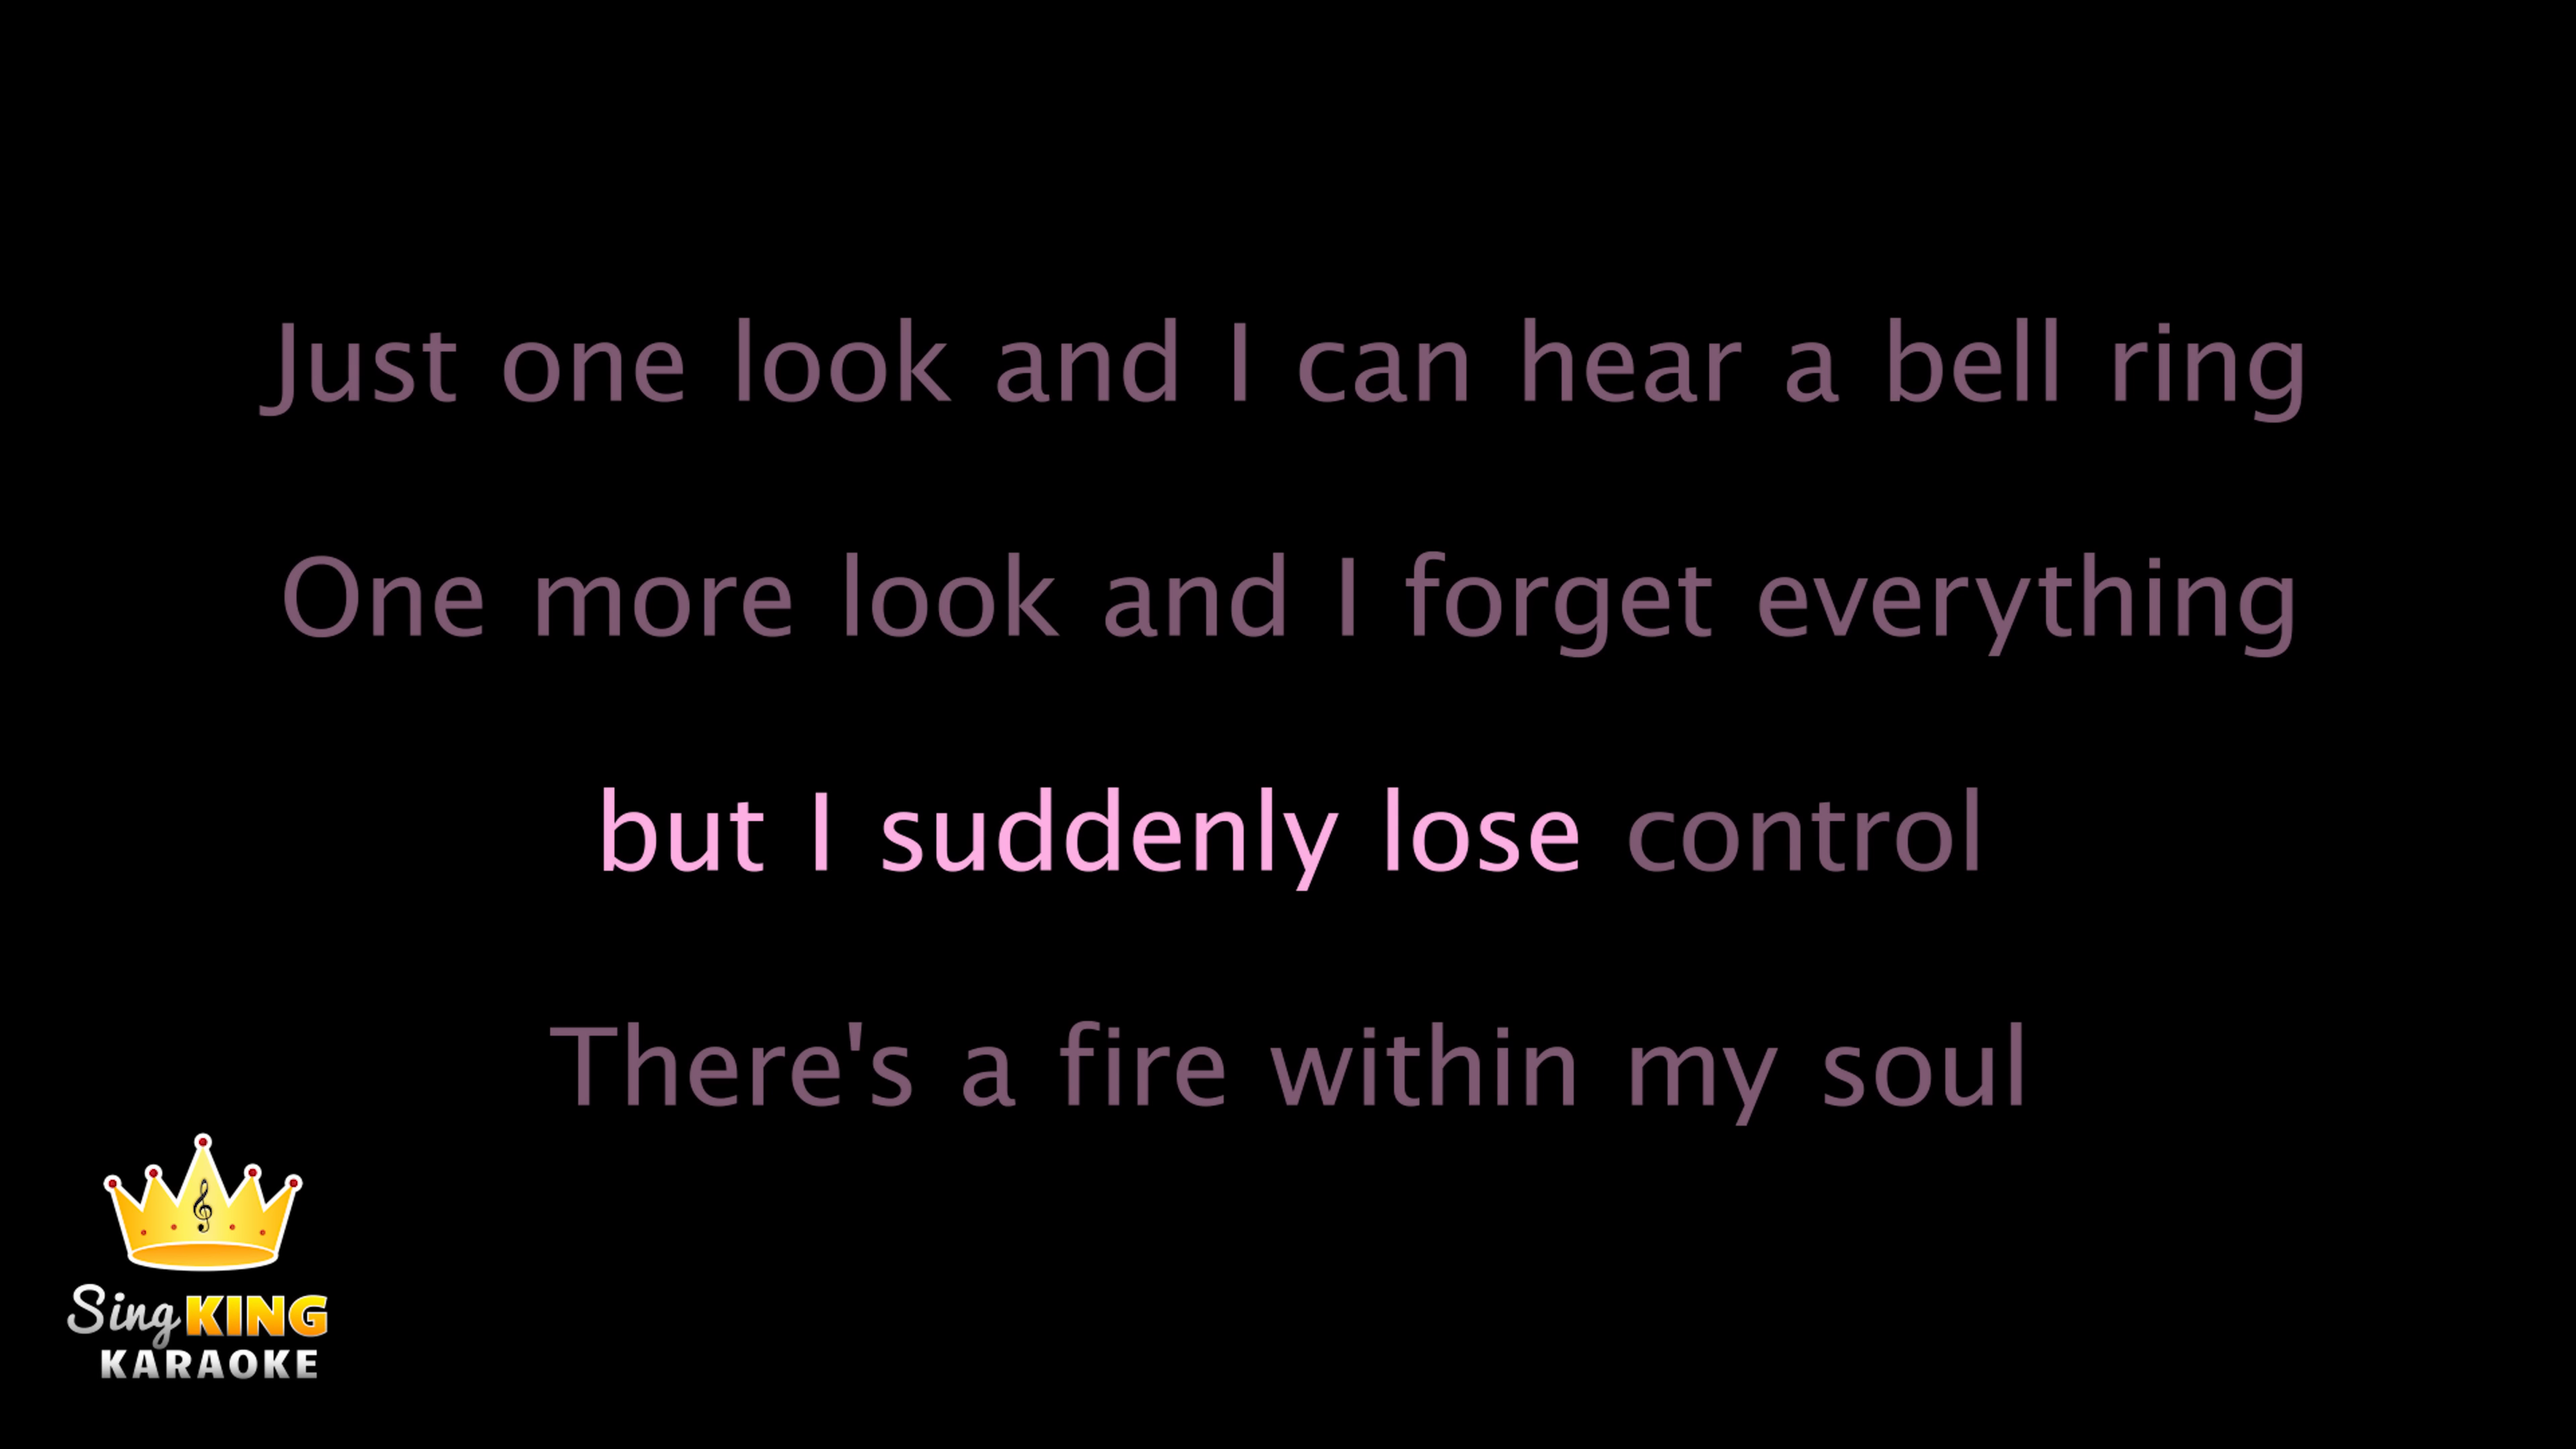 Just one look and I can hear a bell ring
One more look and I forget everything
but I suddenly lose control
There's a fire within my soul
Sing KING
KARAOKE